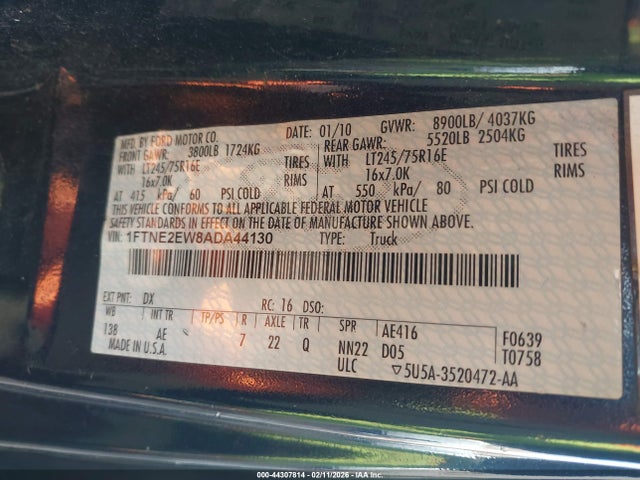 MFD. BY FORD MOTOR CO. DATE: 01/10 GVWR: 8900LB/ 4037KG
FRONT GAWR: 3800LB 1724KG REAR GAWR: 5520LB 2504KG
WITH LT245/75R16E TIRES WITH LT245/75R16E TIRES
16x7.0K RIMS 16x7.0K RIMS
AT 415 kPa/ 60 PSI COLD AT 550 kPa/ 80 PSI COLD
THIS VEHICLE CONFORMS TO ALL APPLICABLE FEDERAL MOTOR VEHICLE
SAFETY STANDARDS IN EFFECT ON THE DATE OF MANUFACTURE SHOWN ABOVE.
VIN: 1FTNE2EW8ADA44130 TYPE: Truck
EXT PNT: DX RC: 16 DSO:
WB INT TR TP/PS R AXLE TR SPR AE416 F0639
138 AE 7 22 Q NN22 D05 T0758
MADE IN U.S.A. ULC ▽5U5A-3520472-AA
000-44307814 - 02/11/2026 - IAA Inc.